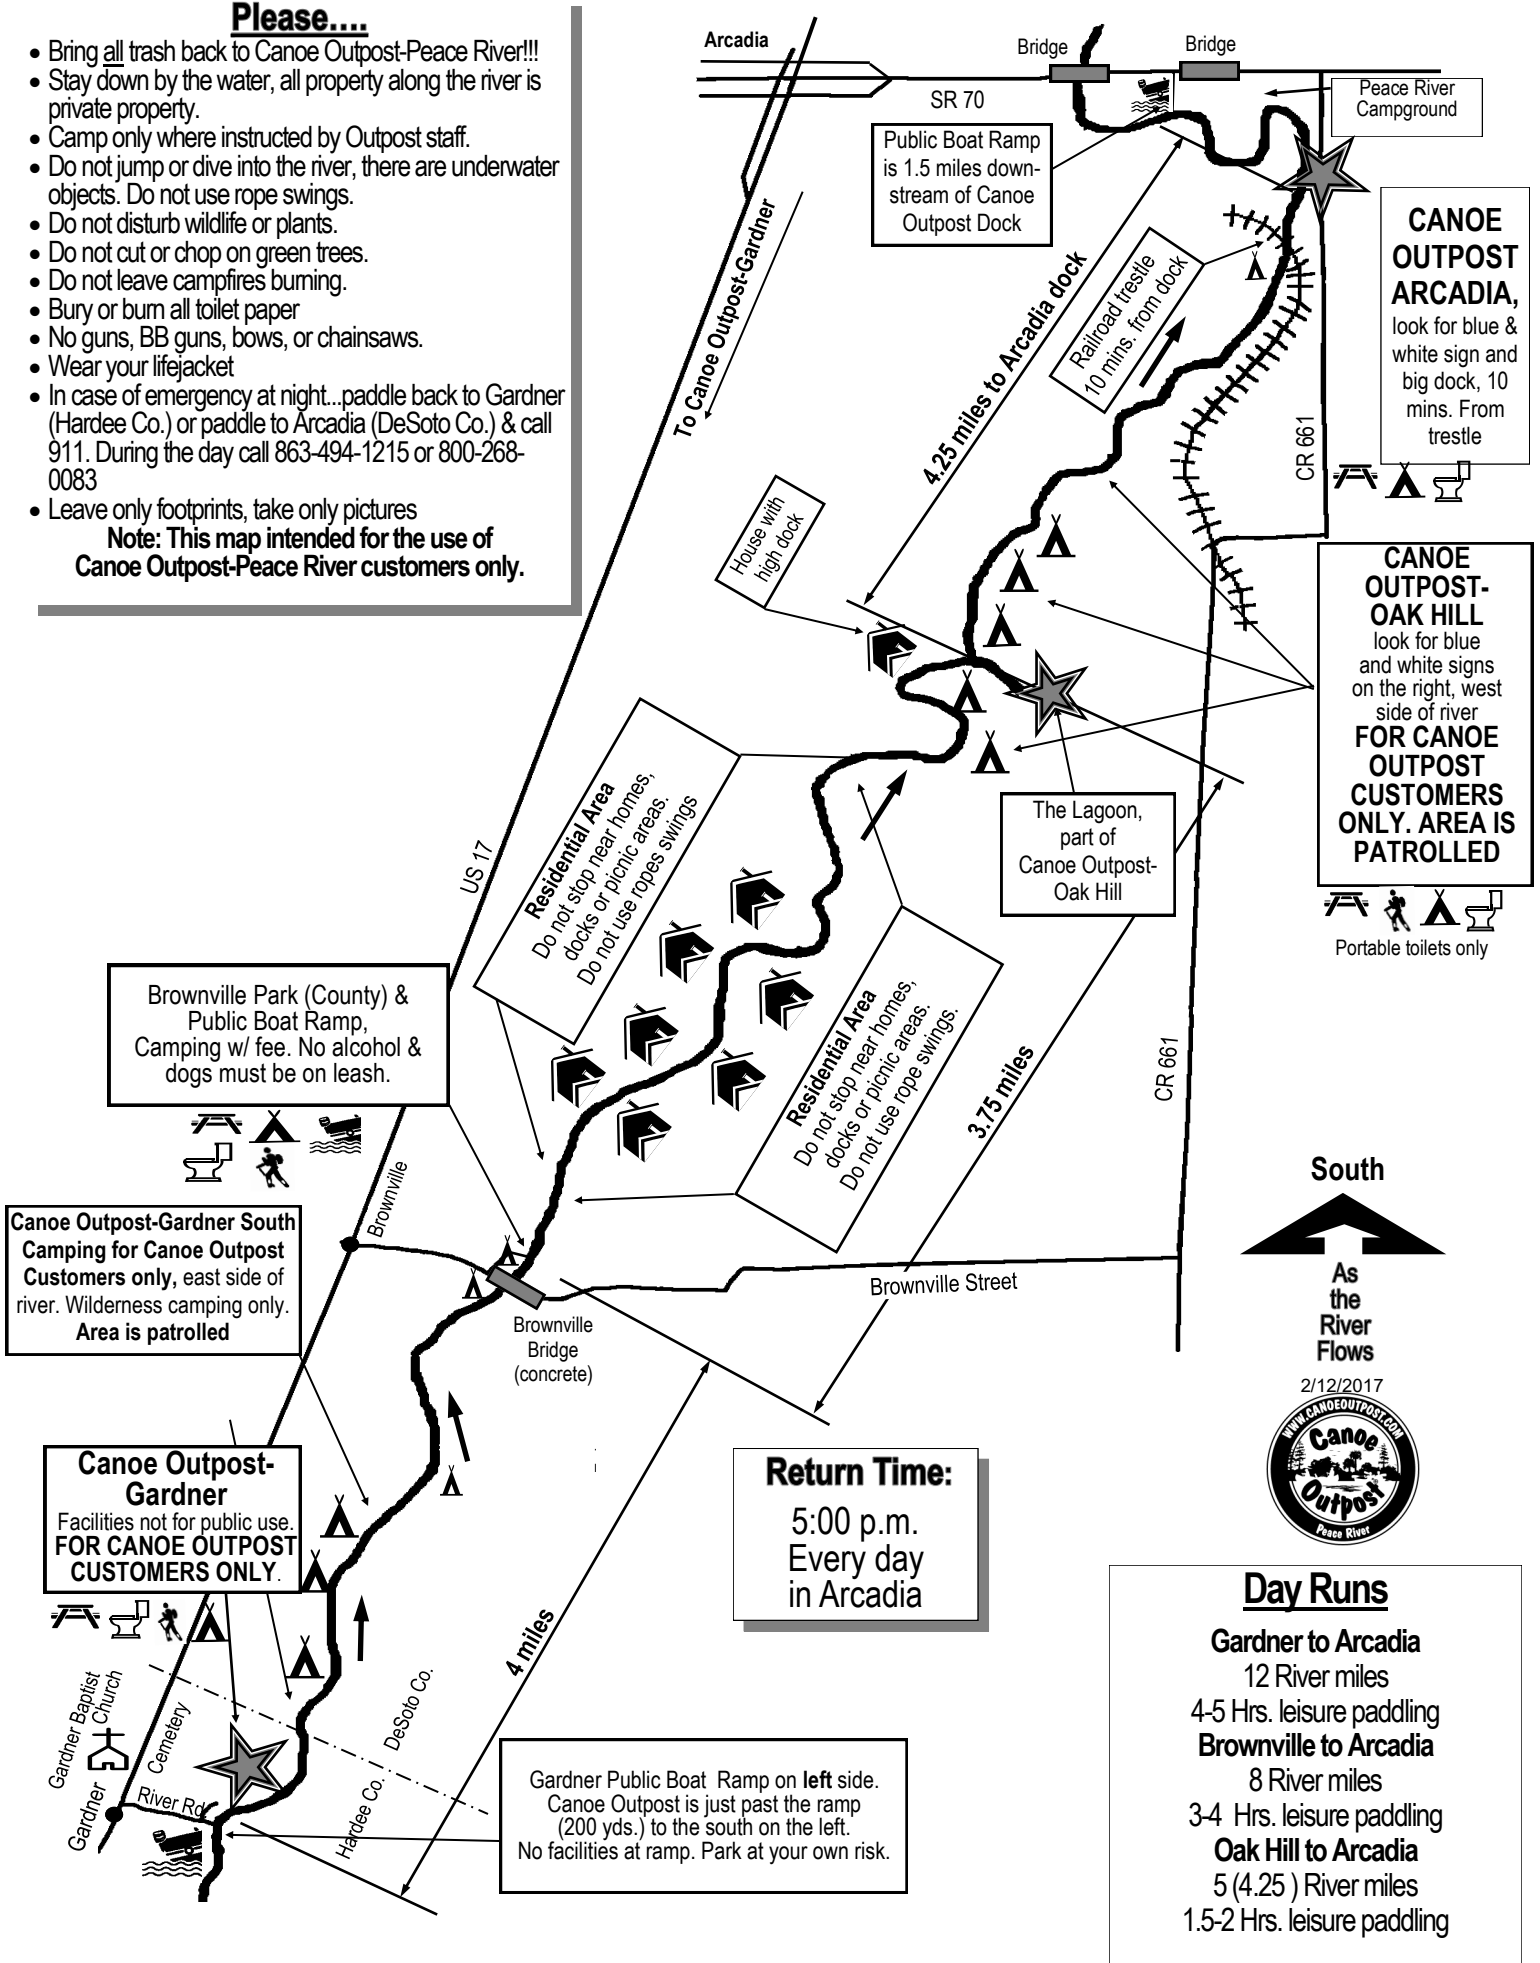 Please....
• Bring all trash back to Canoe Outpost-Peace River!!!
• Stay down by the water, all property along the river is
private property.
• Camp only where instructed by Outpost staff.
• Do not jump or dive into the river, there are underwater
objects. Do not use rope swings.
• Do not disturb wildlife or plants.
• Do not cut or chop on green trees.
• Do not leave campfires burning.
• Bury or burn all toilet paper
• No guns, BB guns, bows, or chainsaws.
• Wear your lifejacket
• In case of emergency at night...paddle back to Gardner
(Hardee Co.) or paddle to Arcadia (DeSoto Co.) & call
911. During the day call 863-494-1215 or 800-268-
0083
• Leave only footprints, take only pictures
Note: This map intended for the use of
Canoe Outpost-Peace River customers only.
Arcadia
SR 70
Bridge
Bridge
Peace River
Campground
Public Boat Ramp
is 1.5 miles down-
stream of Canoe
Outpost Dock
To Canoe Outpost-Gardner
4.25 miles to Arcadia dock
Railroad trestle
10 mins. from dock
CANOE
OUTPOST
ARCADIA,
look for blue &
white sign and
big dock, 10
mins. From
trestle
CR 661
House with
high dock
CANOE
OUTPOST-
OAK HILL
look for blue
and white signs
on the right, west
side of river
FOR CANOE
OUTPOST
CUSTOMERS
ONLY. AREA IS
PATROLLED
Portable toilets only
The Lagoon,
part of
Canoe Outpost-
Oak Hill
US 17
Residential Area
Do not stop near homes,
docks or picnic areas.
Do not use ropes swings
Residential Area
Do not stop near homes,
docks or picnic areas.
Do not use rope swings.
3.75 miles
CR 661
Brownville Park (County) &
Public Boat Ramp,
Camping w/ fee. No alcohol &
dogs must be on leash.
Brownville
Canoe Outpost-Gardner South
Camping for Canoe Outpost
Customers only, east side of
river. Wilderness camping only.
Area is patrolled
Brownville Street
Brownville
Bridge
(concrete)
South
As
the
River
Flows
2/12/2017
WWW.CANOEOUTPOST.COM
Canoe
Outpost
Peace River
Canoe Outpost-
Gardner
Facilities not for public use.
FOR CANOE OUTPOST
CUSTOMERS ONLY.
Return Time:
5:00 p.m.
Every day
in Arcadia
4 miles
Gardner Baptist
Church
Cemetery
River Rd.
Gardner
DeSoto Co.
Hardee Co.
Gardner Public Boat Ramp on left side.
Canoe Outpost is just past the ramp
(200 yds.) to the south on the left.
No facilities at ramp. Park at your own risk.
Day Runs
Gardner to Arcadia
12 River miles
4-5 Hrs. leisure paddling
Brownville to Arcadia
8 River miles
3-4 Hrs. leisure paddling
Oak Hill to Arcadia
5 (4.25 ) River miles
1.5-2 Hrs. leisure paddling